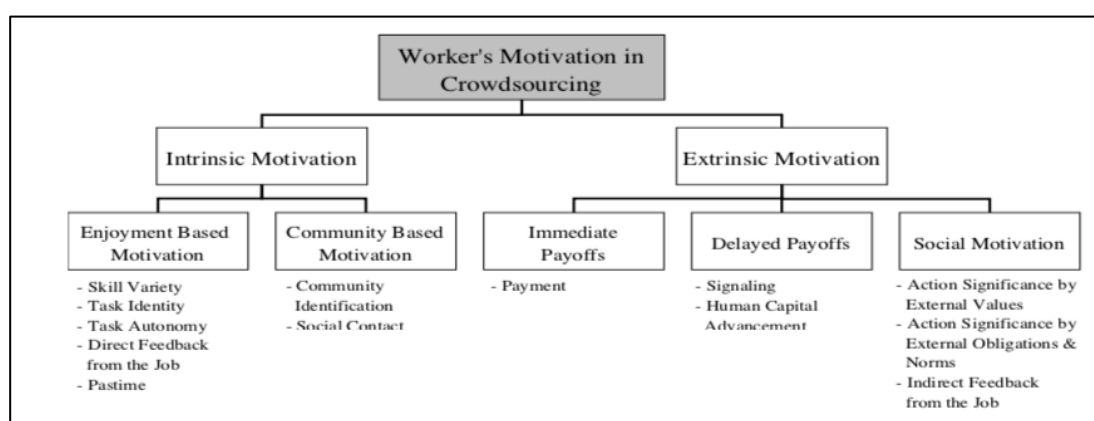 Worker's Motivation in
Crowdsourcing
Intrinsic Motivation
Extrinsic Motivation
Enjoyment Based
Motivation
Community Based
Motivation
Immediate
Payoffs
Delayed Payoffs
Social Motivation
- Skill Variety
- Task Identity
- Task Autonomy
- Direct Feedback
from the Job
- Pastime
- Community
Identification
- Social Contact
- Payment
- Signaling
- Human Capital
Advancement
- Action Significance by
External Values
- Action Significance by
External Obligations &
Norms
- Indirect Feedback
from the Job